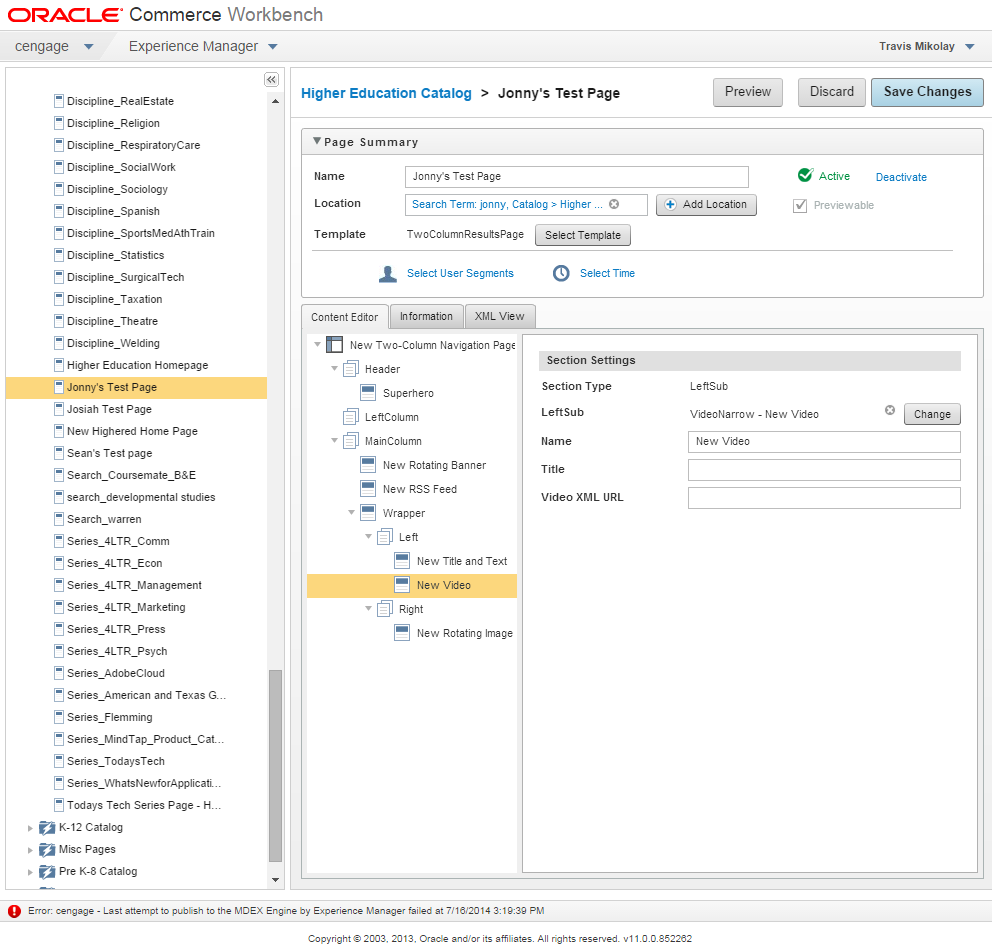 ORACLE Commerce Workbench
cengage Experience Manager Travis Mikolay
Discipline_RealEstate
Discipline_Religion
Discipline_RespiratoryCare
Discipline_SocialWork
Discipline_Sociology
Discipline_Spanish
Discipline_SportsMedAthTrain
Discipline_Statistics
Discipline_SurgicalTech
Discipline_Taxation
Discipline_Theatre
Discipline_Welding
Higher Education Homepage
Jonny's Test Page
Josiah Test Page
New Highered Home Page
Sean's Test page
Search_Coursemate_B&E
search_developmental studies
Search_warren
Series_4LTR_Comm
Series_4LTR_Econ
Series_4LTR_Management
Series_4LTR_Marketing
Series_4LTR_Press
Series_4LTR_Psych
Series_AdobeCloud
Series_American and Texas G...
Series_Flemming
Series_MindTap_Product_Cat...
Series_TodaysTech
Series_WhatsNewforApplicati...
Todays Tech Series Page - H...
K-12 Catalog
Misc Pages
Pre K-8 Catalog
Higher Education Catalog > Jonny's Test Page Preview Discard Save Changes
Page Summary
Name Jonny's Test Page Active Deactivate
Location Search Term: jonny, Catalog > Higher ... Add Location Previewable
Template TwoColumnResultsPage Select Template
Select User Segments Select Time
Content Editor Information XML View
New Two-Column Navigation Page
Header
Superhero
LeftColumn
MainColumn
New Rotating Banner
New RSS Feed
Wrapper
Left
New Title and Text
New Video
Right
New Rotating Image
Section Settings
Section Type LeftSub
LeftSub VideoNarrow - New Video Change
Name New Video
Title
Video XML URL
Error: cengage - Last attempt to publish to the MDEX Engine by Experience Manager failed at 7/16/2014 3:19:39 PM
Copyright © 2003, 2013, Oracle and/or its affiliates. All rights reserved. v11.0.0.852262